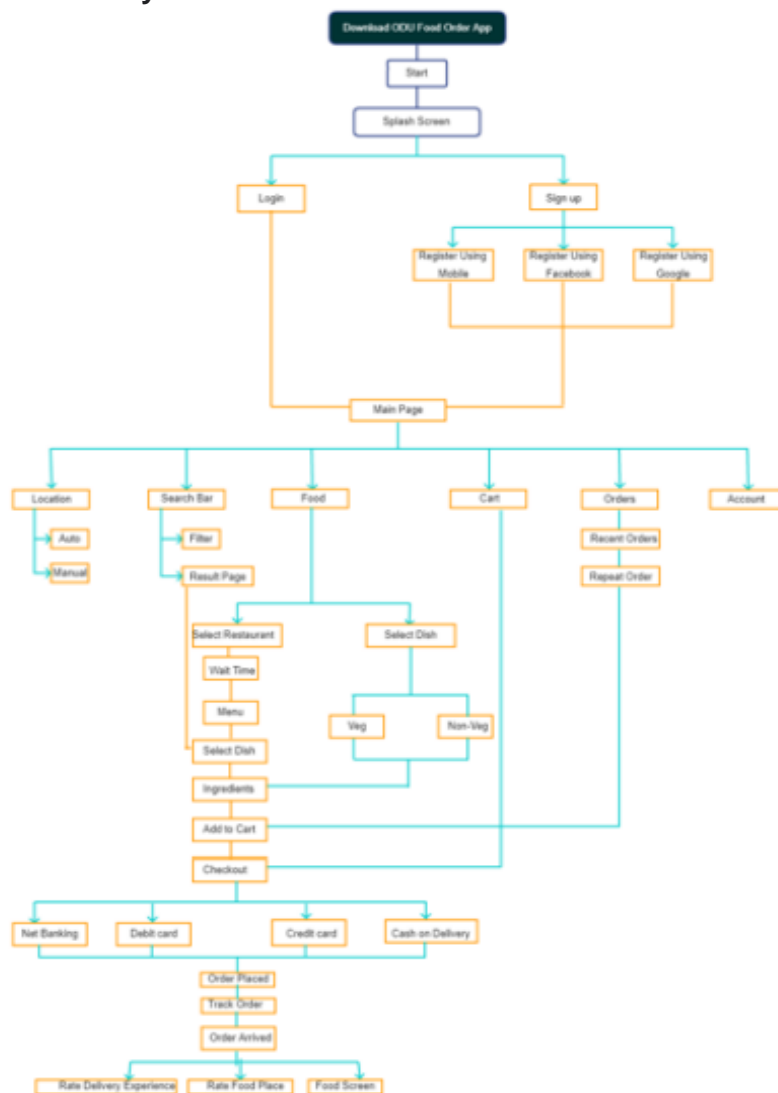 Download ODU Food Order App
Start
Splash Screen
Login
Sign up
Register Using
Mobile
Register Using
Facebook
Register Using
Google
Main Page
Location
Search Bar
Food
Cart
Orders
Account
Auto
Filter
Recent Orders
Manual
Result Page
Repeat Order
Select Restaurant
Select Dish
Wait Time
Menu
Veg
Non-Veg
Select Dish
Ingredients
Add to Cart
Checkout
Net Banking
Debit card
Credit card
Cash on Delivery
Order Placed
Track Order
Order Arrived
Rate Delivery Experience
Rate Food Place
Food Screen